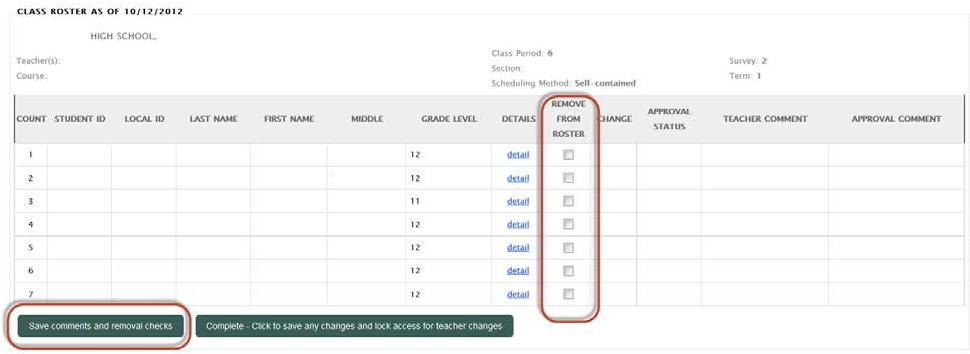 CLASS ROSTER AS OF 10/12/2012
HIGH SCHOOL,
Teacher(s):
Course:
Class Period: 6
Section:
Scheduling Method: Self-contained
Survey: 2
Term: 1
COUNT STUDENT ID LOCAL ID LAST NAME FIRST NAME MIDDLE GRADE LEVEL DETAILS REMOVE FROM ROSTER CHANGE APPROVAL STATUS TEACHER COMMENT APPROVAL COMMENT
1 12 detail
2 12 detail
3 11 detail
4 12 detail
5 12 detail
6 12 detail
7 12 detail
Save comments and removal checks
Complete - Click to save any changes and lock access for teacher changes